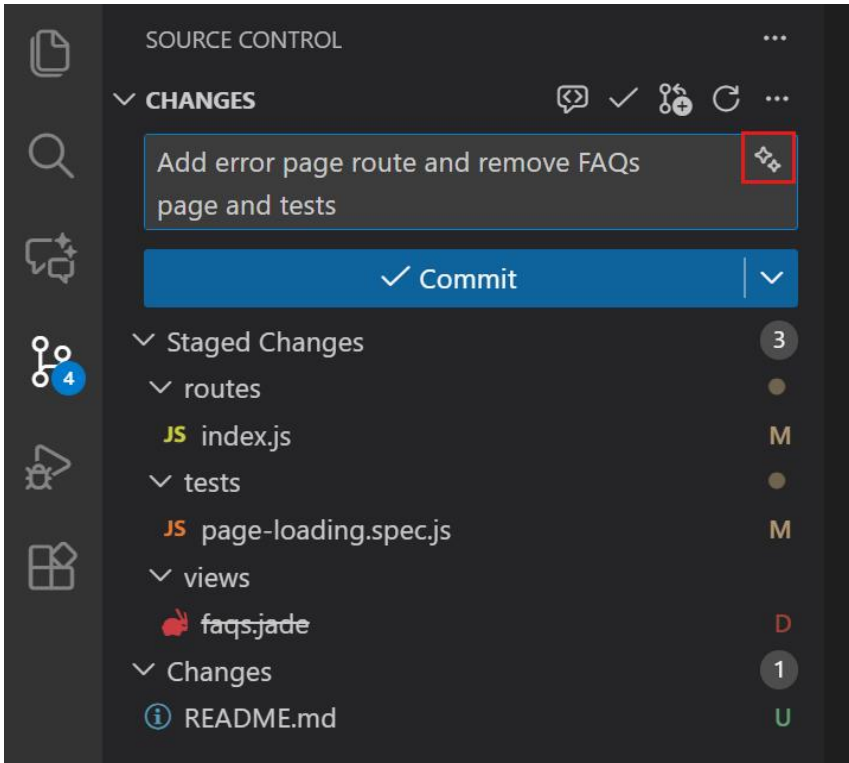 SOURCE CONTROL
CHANGES
Add error page route and remove FAQs
page and tests
Commit
Staged Changes 3
routes
JS index.js M
tests
JS page-loading.spec.js M
views
faqs.jade D
Changes 1
README.md U
4